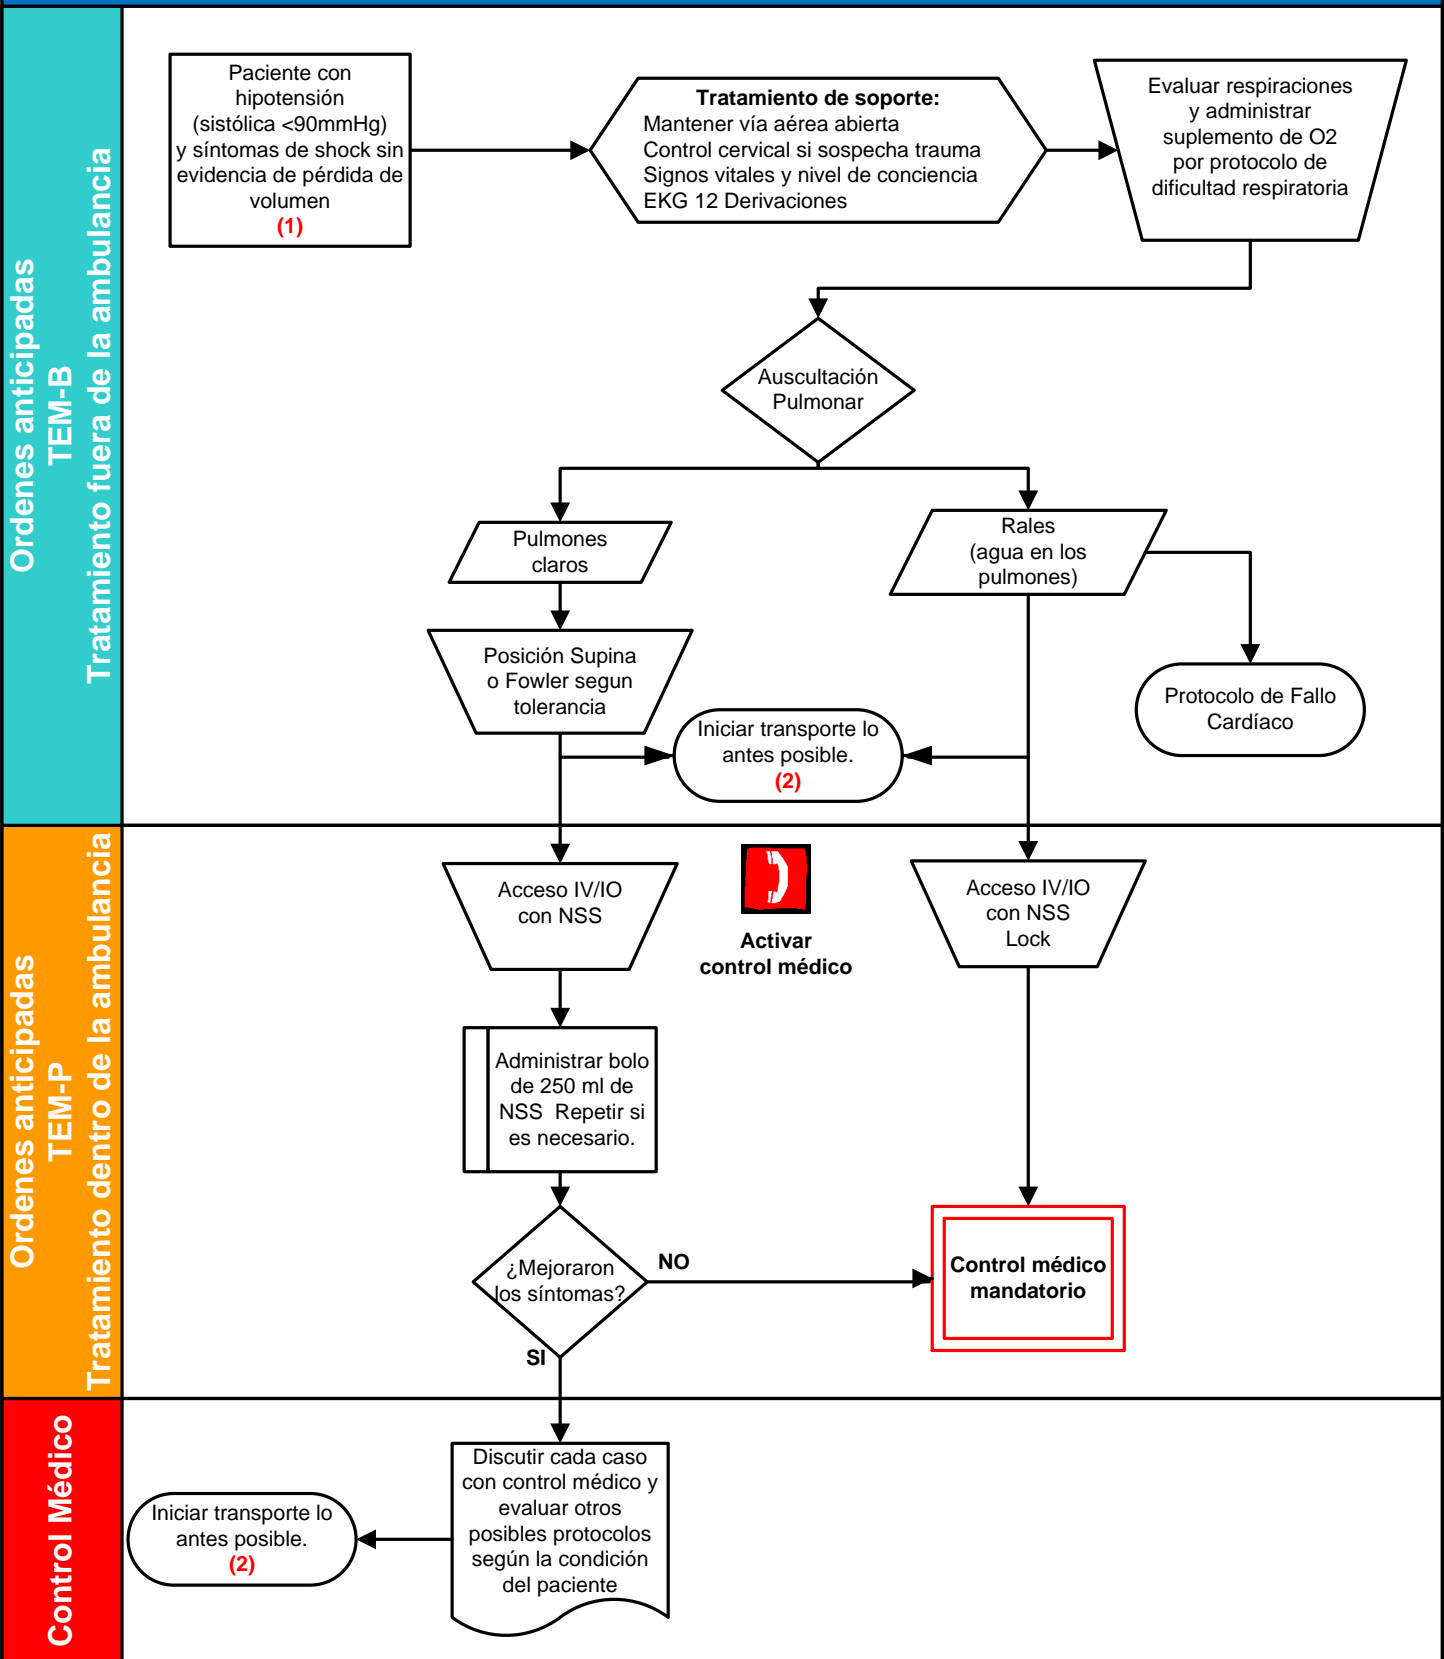 Ordenes anticipadas
TEM-B
Tratamiento fuera de la ambulancia
Paciente con
hipotensión
(sistólica <90mmHg)
y síntomas de shock sin
evidencia de pérdida de
volumen
(1)
Tratamiento de soporte:
Mantener vía aérea abierta
Control cervical si sospecha trauma
Signos vitales y nivel de conciencia
EKG 12 Derivaciones
Evaluar respiraciones
y administrar
suplemento de O2
por protocolo de
dificultad respiratoria
Auscultación
Pulmonar
Pulmones
claros
Rales
(agua en los
pulmones)
Posición Supina
o Fowler segun
tolerancia
Protocolo de Fallo
Cardíaco
Iniciar transporte lo
antes posible.
(2)
Ordenes anticipadas
TEM-P
Tratamiento dentro de la ambulancia
Acceso IV/IO
con NSS
Activar
control médico
Acceso IV/IO
con NSS
Lock
Administrar bolo
de 250 ml de
NSS  Repetir si
es necesario.
¿Mejoraron
los síntomas?
NO
SI
Control médico
mandatorio
Control Médico
Discutir cada caso
con control médico y
evaluar otros
posibles protocolos
según la condición
del paciente
Iniciar transporte lo
antes posible.
(2)